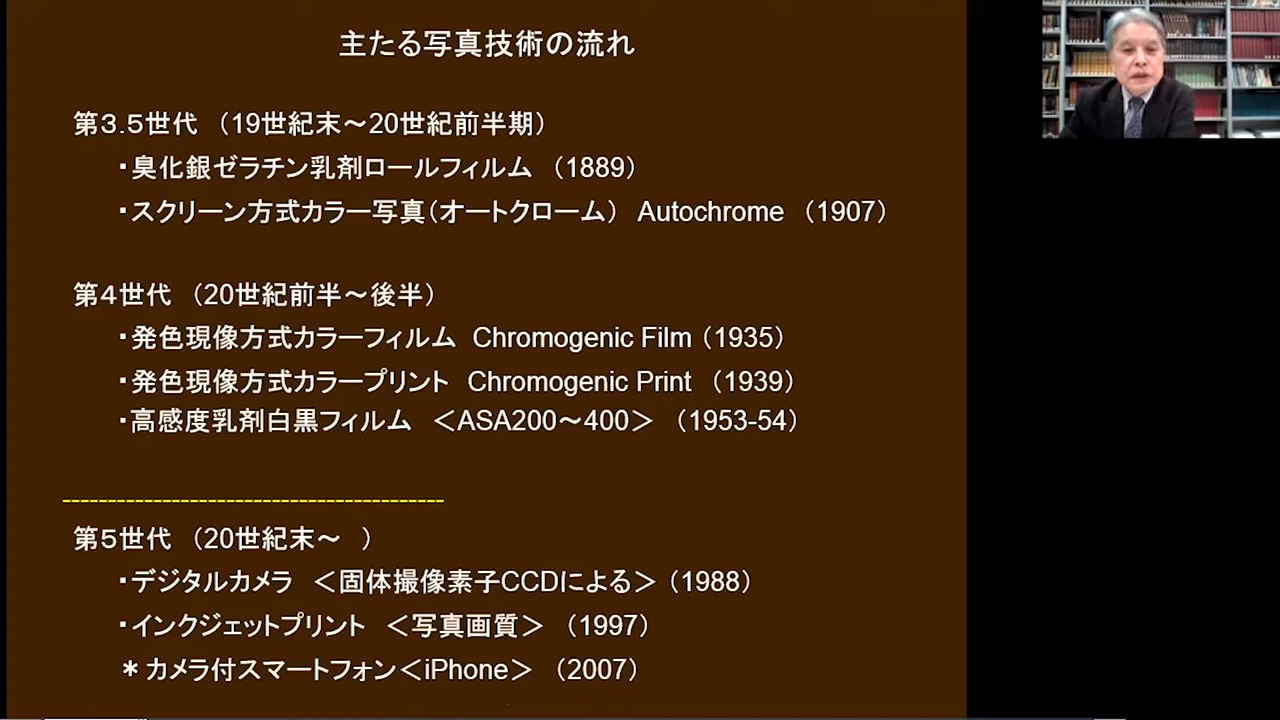 主たる写真技術の流れ
第３.５世代 （19世紀末～20世紀前半期）
・臭化銀ゼラチン乳剤ロールフィルム （1889）
・スクリーン方式カラー写真（オートクローム） Autochrome （1907）
第４世代 （20世紀前半～後半）
・発色現像方式カラーフィルム Chromogenic Film（1935）
・発色現像方式カラープリント Chromogenic Print （1939）
・高感度乳剤白黒フィルム ＜ASA200～400＞ （1953-54）
------------------------------------------
第５世代 （20世紀末～ ）
・デジタルカメラ ＜固体撮像素子CCDによる＞（1988）
・インクジェットプリント ＜写真画質＞ （1997）
＊カメラ付スマートフォン＜iPhone＞ （2007）